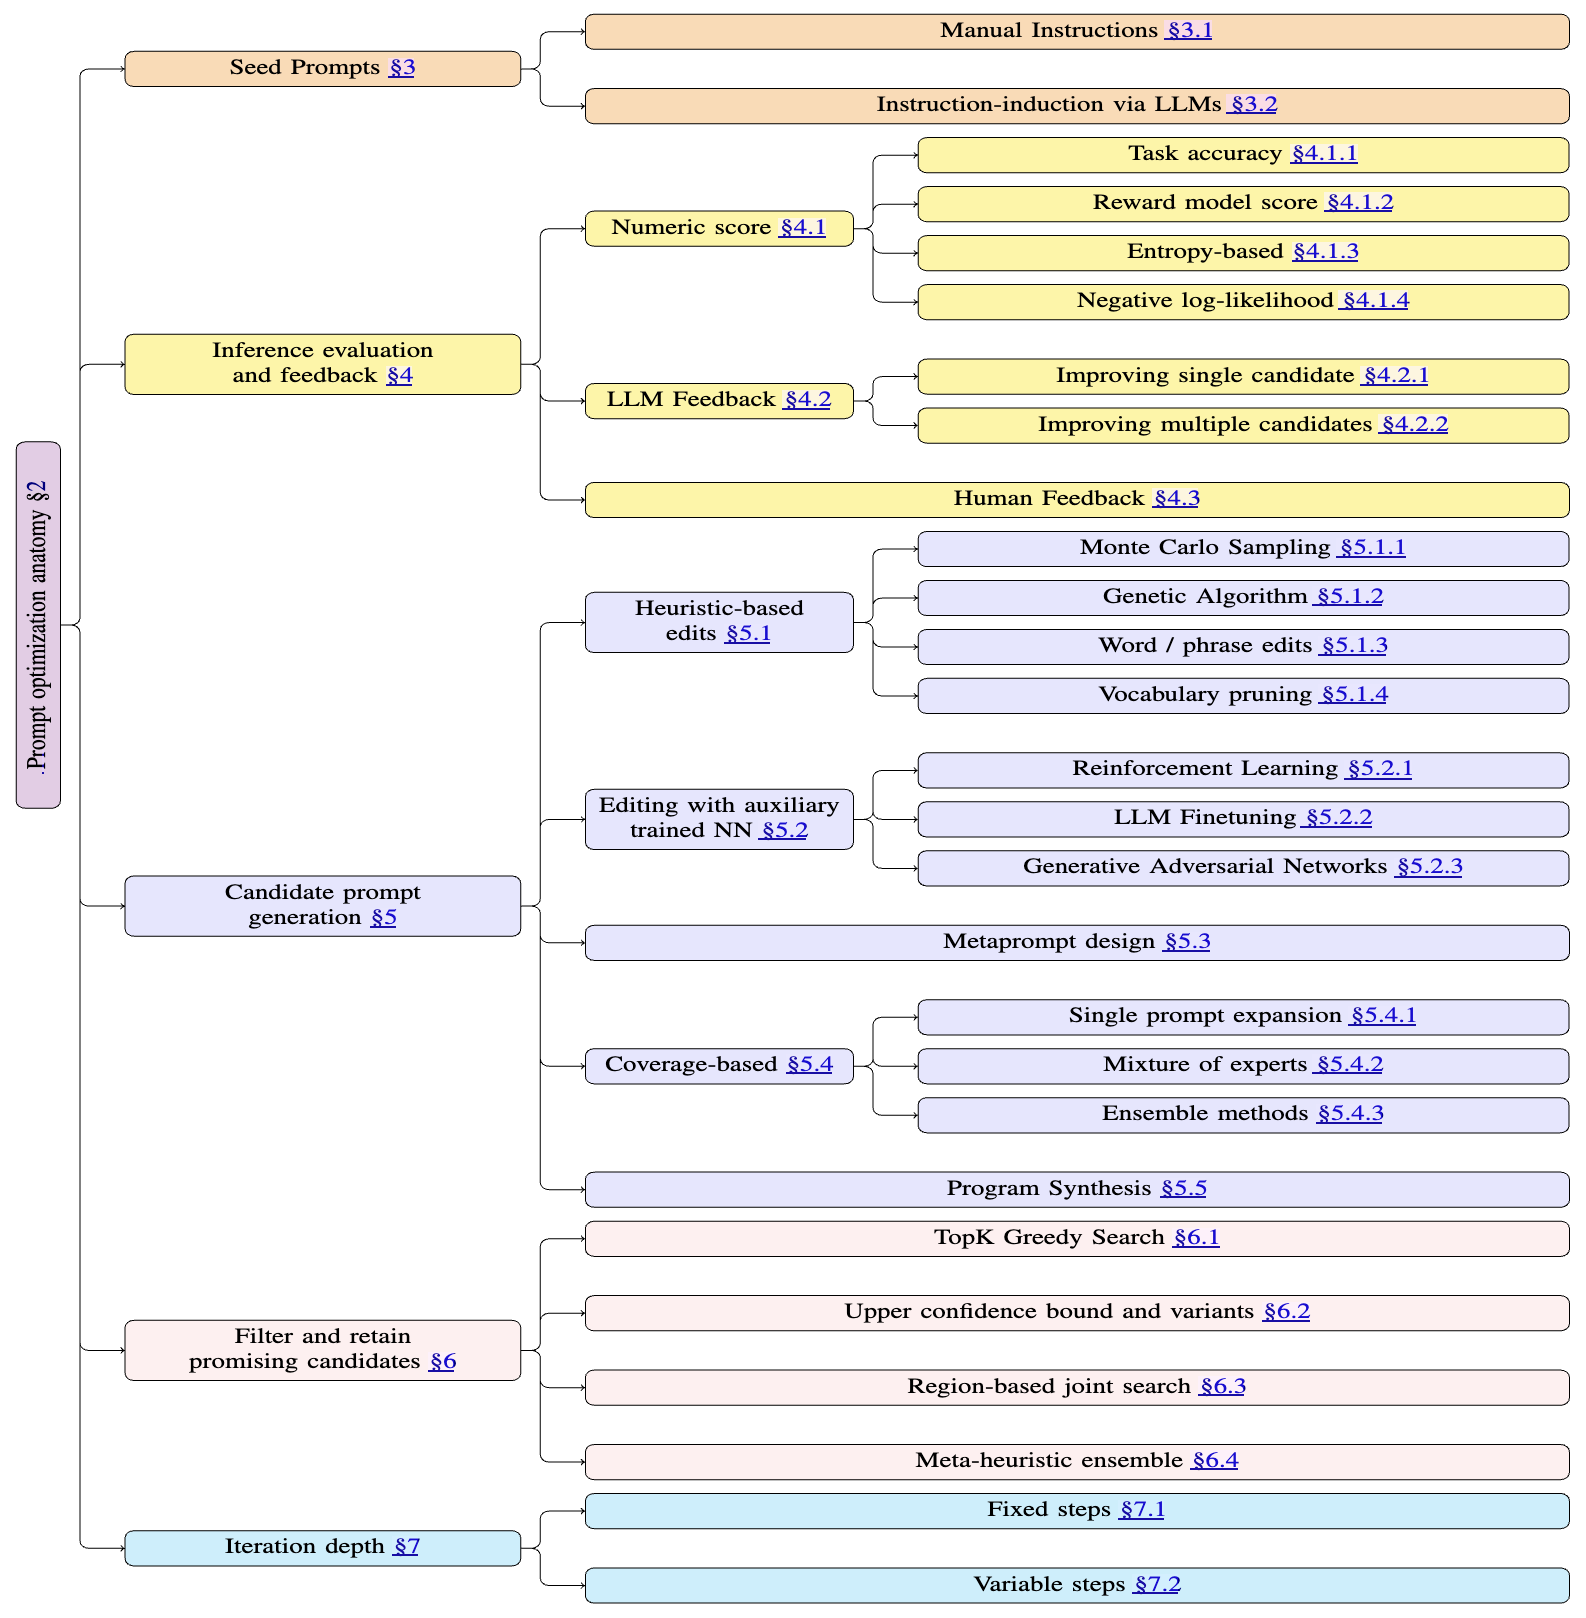 .Prompt optimization anatomy §2
Seed Prompts §3
Manual Instructions §3.1
Instruction-induction via LLMs §3.2
Inference evaluation
and feedback §4
Numeric score §4.1
Task accuracy §4.1.1
Reward model score §4.1.2
Entropy-based §4.1.3
Negative log-likelihood §4.1.4
LLM Feedback §4.2
Improving single candidate §4.2.1
Improving multiple candidates §4.2.2
Human Feedback §4.3
Candidate prompt
generation §5
Heuristic-based
edits §5.1
Monte Carlo Sampling §5.1.1
Genetic Algorithm §5.1.2
Word / phrase edits §5.1.3
Vocabulary pruning §5.1.4
Editing with auxiliary
trained NN §5.2
Reinforcement Learning §5.2.1
LLM Finetuning §5.2.2
Generative Adversarial Networks §5.2.3
Metaprompt design §5.3
Coverage-based §5.4
Single prompt expansion §5.4.1
Mixture of experts §5.4.2
Ensemble methods §5.4.3
Program Synthesis §5.5
Filter and retain
promising candidates §6
TopK Greedy Search §6.1
Upper confidence bound and variants §6.2
Region-based joint search §6.3
Meta-heuristic ensemble §6.4
Iteration depth §7
Fixed steps §7.1
Variable steps §7.2